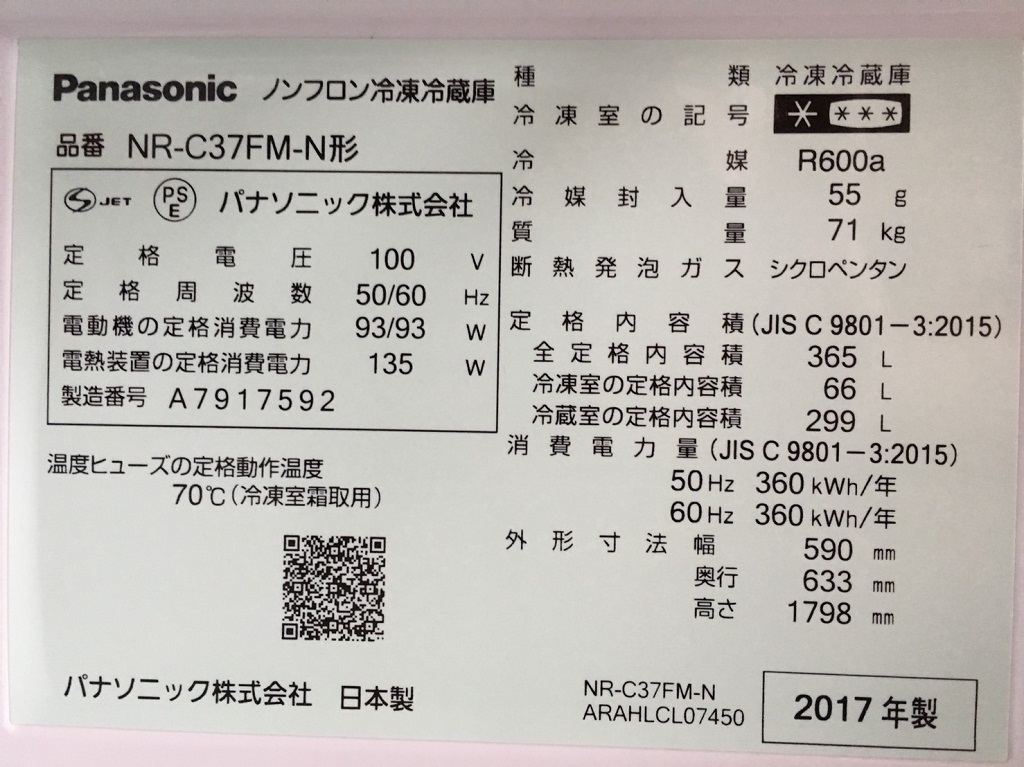 Panasonic ノンフロン冷凍冷蔵庫
品番 NR-C37FM-N形
JET PSE パナソニック株式会社
定格電圧 100 V
定格周波数 50/60 Hz
電動機の定格消費電力 93/93 W
電熱装置の定格消費電力 135 W
製造番号 A7917592
温度ヒューズの定格動作温度
70℃(冷凍室霜取用)
パナソニック株式会社 日本製
種類 冷凍冷蔵庫
冷凍室の記号 * ***
冷媒 R600a
冷媒封入量 55 g
質量 71 kg
断熱発泡ガス シクロペンタン
定格内容積(JIS C 9801-3:2015)
全定格内容積 365 L
冷凍室の定格内容積 66 L
冷蔵室の定格内容積 299 L
消費電力量(JIS C 9801-3:2015)
50Hz 360 kWh/年
60Hz 360 kWh/年
外形寸法幅 590 mm
奥行 633 mm
高さ 1798 mm
NR-C37FM-N
ARAHLCL07450
2017年製